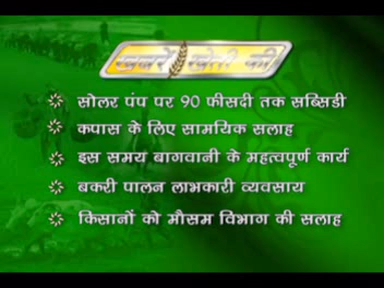 खबरें खेती की
सोलर पंप पर 90 फीसदी तक सब्सिडी
कपास के लिए सामयिक सलाह
इस समय बागवानी के महत्वपूर्ण कार्य
बकरी पालन लाभकारी व्यवसाय
किसानों को मौसम विभाग की सलाह